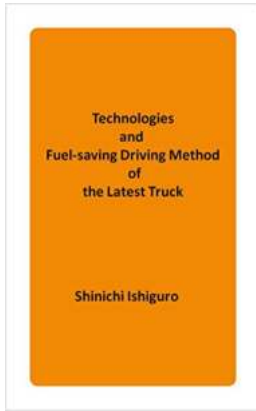 Technologies
and
Fuel-saving Driving Method
of
the Latest Truck
Shinichi Ishiguro